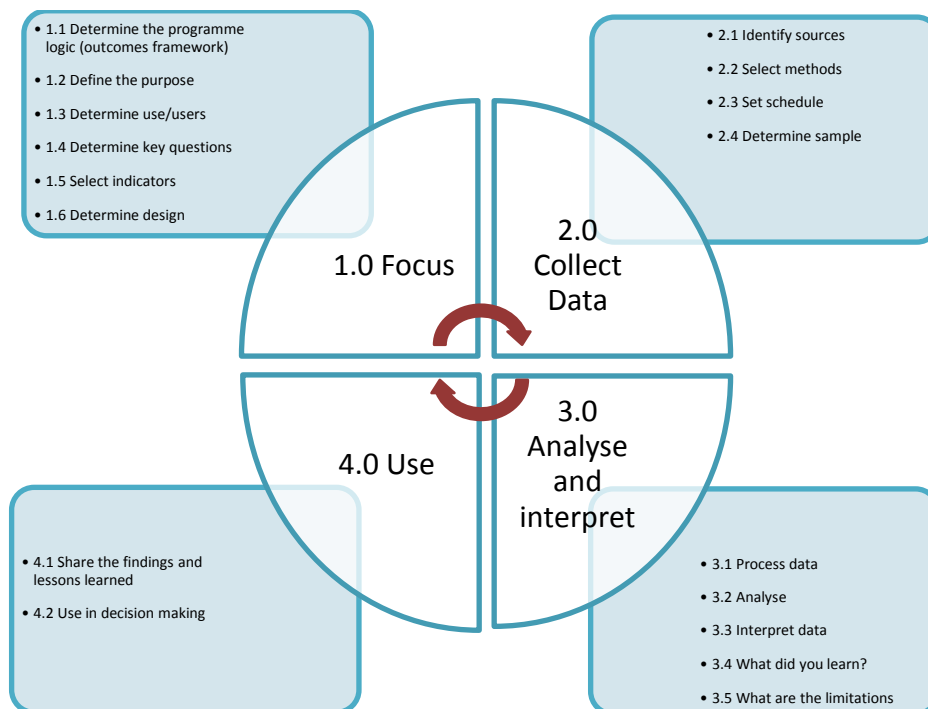 • 1.1 Determine the programme
logic (outcomes framework)
• 1.2 Define the purpose
• 1.3 Determine use/users
• 1.4 Determine key questions
• 1.5 Select indicators
• 1.6 Determine design
• 2.1 Identify sources
• 2.2 Select methods
• 2.3 Set schedule
• 2.4 Determine sample
1.0 Focus
2.0
Collect
Data
4.0 Use
3.0
Analyse
and
interpret
• 4.1 Share the findings and
lessons learned
• 4.2 Use in decision making
• 3.1 Process data
• 3.2 Analyse
• 3.3 Interpret data
• 3.4 What did you learn?
• 3.5 What are the limitations